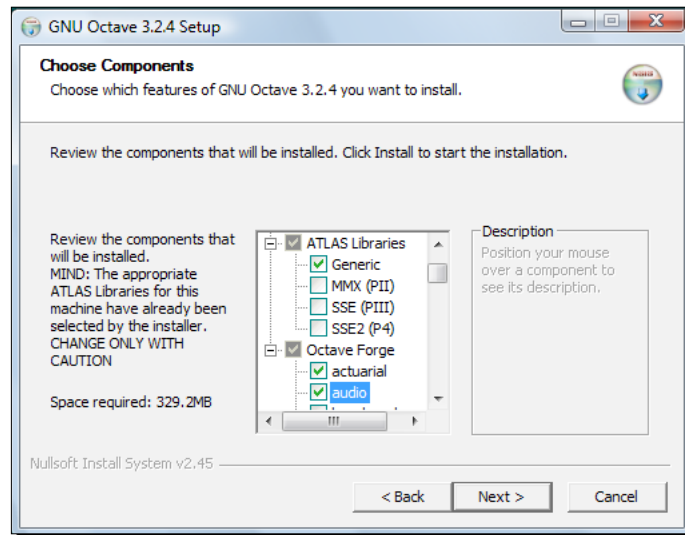 GNU Octave 3.2.4 Setup
Choose Components
Choose which features of GNU Octave 3.2.4 you want to install.
Review the components that will be installed. Click Install to start the installation.
Review the components that
will be installed.
MIND: The appropriate
ATLAS Libraries for this
machine have already been
selected by the installer.
CHANGE ONLY WITH
CAUTION
Space required: 329.2MB
ATLAS Libraries
Generic
MMX (PII)
SSE (PIII)
SSE2 (P4)
Octave Forge
actuarial
audio
Description
Position your mouse
over a component to
see its description.
Nullsoft Install System v2.45
< Back
Next >
Cancel